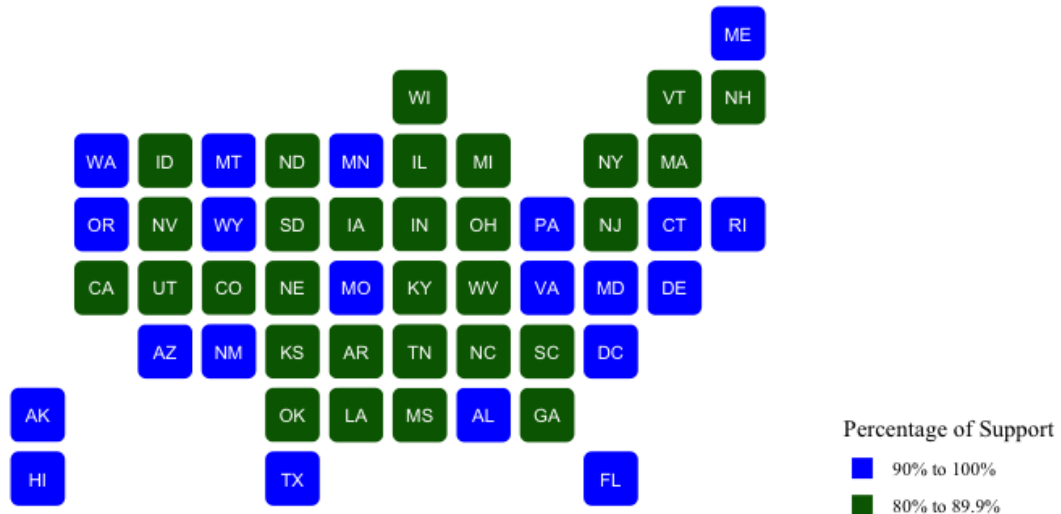 ME
WI VT NH
WA ID MT ND MN IL MI NY MA
OR NV WY SD IA IN OH PA NJ CT RI
CA UT CO NE MO KY WV VA MD DE
AZ NM KS AR TN NC SC DC
AK OK LA MS AL GA
HI TX FL
Percentage of Support
90% to 100%
80% to 89.9%